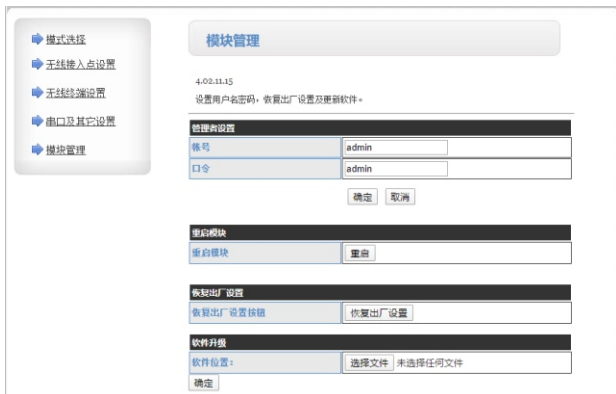 模式选择
无线接入点设置
无线终端设置
串口及其它设置
模块管理
模块管理
4.02.11.15
设置用户名密码，恢复出厂设置及更新软件。
管理者设置
帐号 admin
口令 admin
确定 取消
重启模块
重启模块 重启
恢复出厂设置
恢复出厂设置按钮 恢复出厂设置
软件升级
软件位置： 选择文件 未选择任何文件
确定